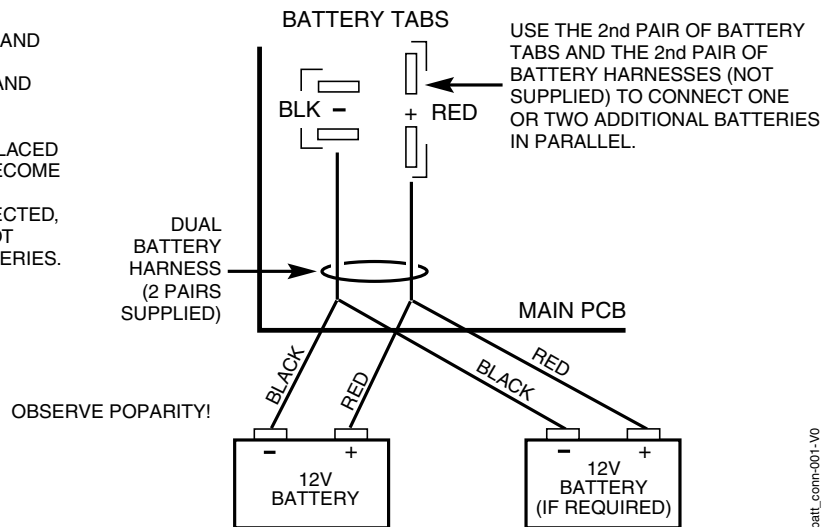 AND
AND
LACED
ECOME
ECTED,
OT
ERIES.
BATTERY TABS
BLK -
+ RED
USE THE 2nd PAIR OF BATTERY
TABS AND THE 2nd PAIR OF
BATTERY HARNESSES (NOT
SUPPLIED) TO CONNECT ONE
OR TWO ADDITIONAL BATTERIES
IN PARALLEL.
DUAL
BATTERY
HARNESS
(2 PAIRS
SUPPLIED)
MAIN PCB
BLACK
RED
BLACK
RED
OBSERVE POPARITY!
- +
12V
BATTERY
- +
12V
BATTERY
(IF REQUIRED)
batt_conn-001-V0